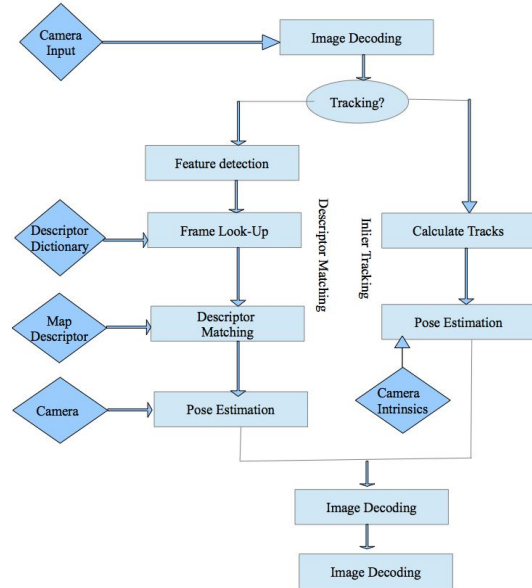 Camera
Input
Image Decoding
Tracking?
Feature detection
Descriptor
Dictionary
Frame Look-Up
Descriptor Matching
Inlier Tracking
Calculate Tracks
Map
Descriptor
Descriptor
Matching
Pose Estimation
Camera
Pose Estimation
Camera
Intrinsics
Image Decoding
Image Decoding